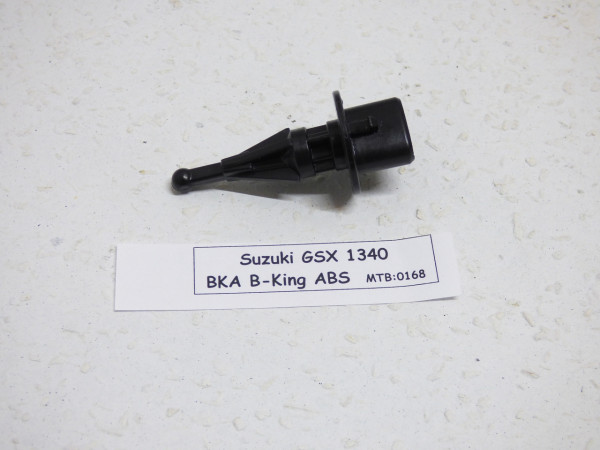 Suzuki GSX 1340
BKA B-King ABS MTB:0168